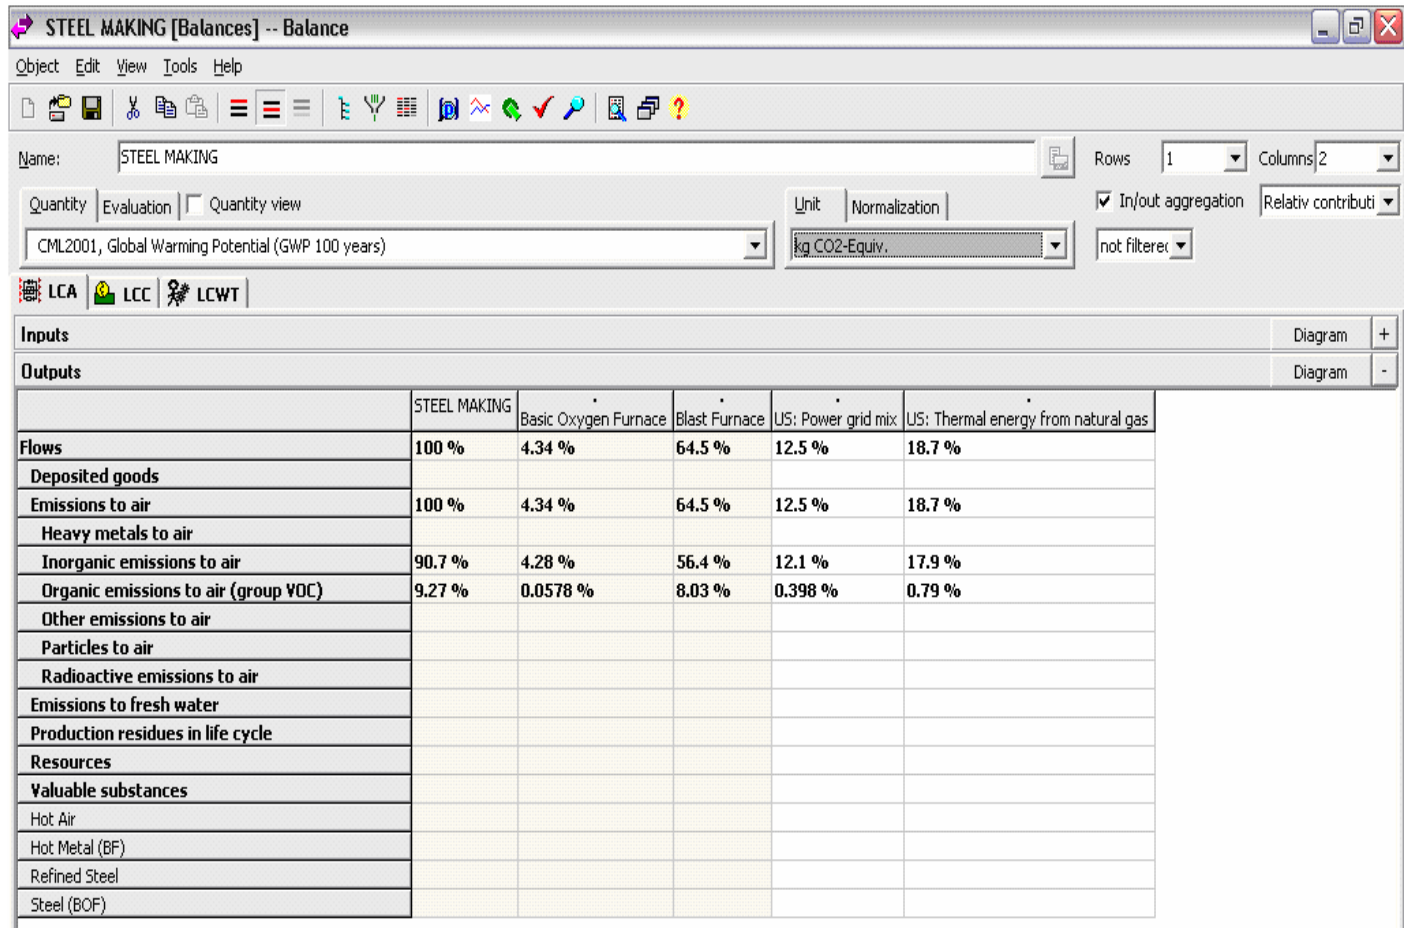 STEEL MAKING [Balances] -- Balance
Object Edit View Tools Help
Name: STEEL MAKING Rows 1 Columns 2
Quantity Evaluation Quantity view Unit Normalization In/out aggregation Relativ contributi
CML2001, Global Warming Potential (GWP 100 years) kg CO2-Equiv. not filterec
LCA LCC LCWT
Inputs Diagram +
Outputs Diagram -
STEEL MAKING Basic Oxygen Furnace Blast Furnace US: Power grid mix US: Thermal energy from natural gas
Flows 100 % 4.34 % 64.5 % 12.5 % 18.7 %
Deposited goods
Emissions to air 100 % 4.34 % 64.5 % 12.5 % 18.7 %
Heavy metals to air
Inorganic emissions to air 90.7 % 4.28 % 56.4 % 12.1 % 17.9 %
Organic emissions to air (group VOC) 9.27 % 0.0578 % 8.03 % 0.398 % 0.79 %
Other emissions to air
Particles to air
Radioactive emissions to air
Emissions to fresh water
Production residues in life cycle
Resources
Valuable substances
Hot Air
Hot Metal (BF)
Refined Steel
Steel (BOF)